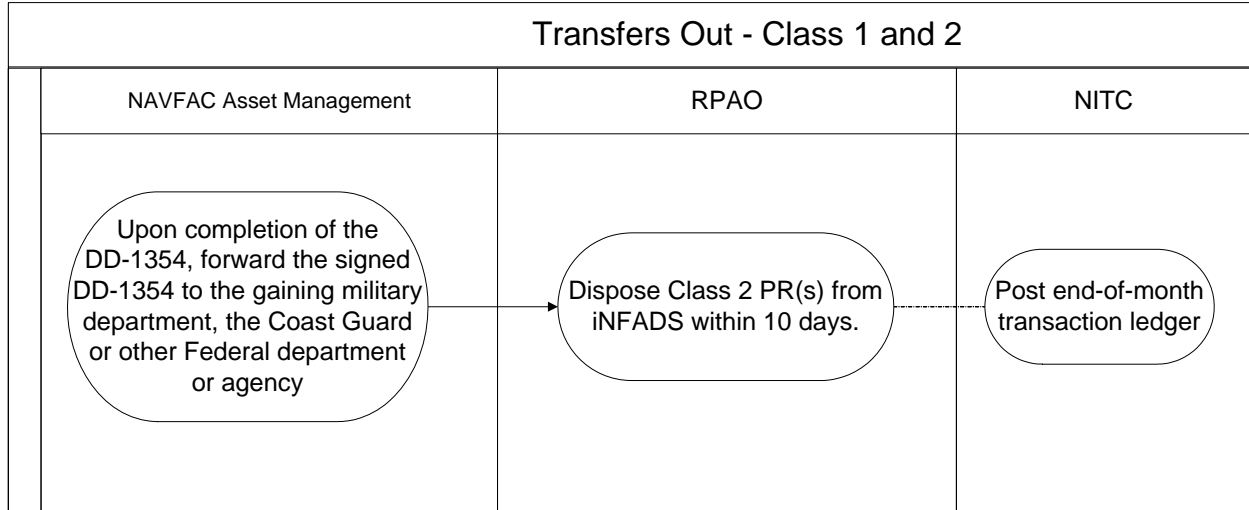 Transfers Out - Class 1 and 2
NAVFAC Asset Management
RPAO
NITC
Upon completion of the
DD-1354, forward the signed
DD-1354 to the gaining military
department, the Coast Guard
or other Federal department
or agency
Dispose Class 2 PR(s) from
iNFADS within 10 days.
Post end-of-month
transaction ledger